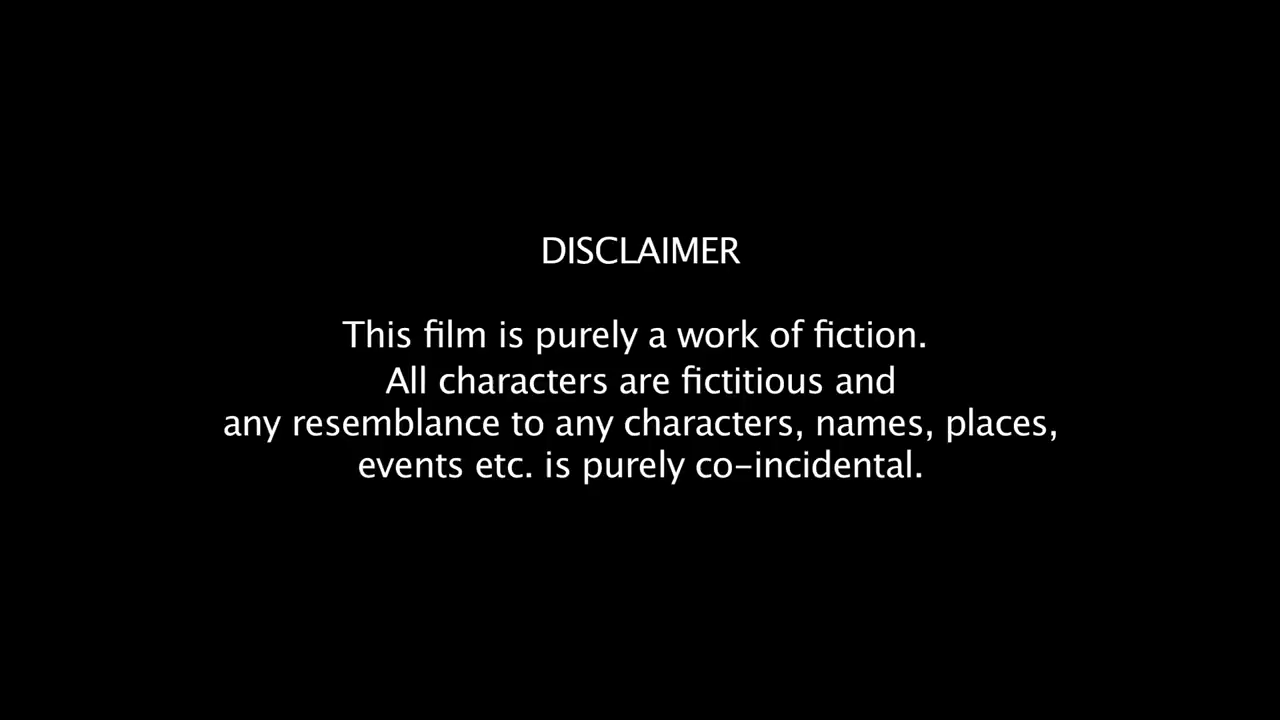 DISCLAIMER
This film is purely a work of fiction.
All characters are fictitious and
any resemblance to any characters, names, places,
events etc. is purely co-incidental.